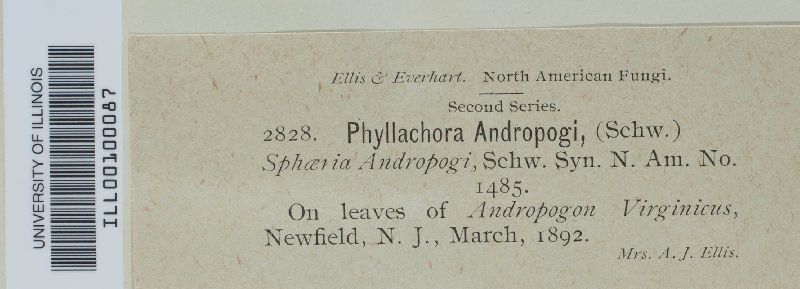 UNIVERSITY OF ILLINOIS
ILL00100087
Ellis & Everhart. North American Fungi.
Second Series.
2828. Phyllachora Andropogi, (Schw.)
Sphæria Andropogi, Schw. Syn. N. Am. No.
1485.
On leaves of Andropogon Virginicus,
Newfield, N. J., March, 1892.
Mrs. A. J. Ellis.